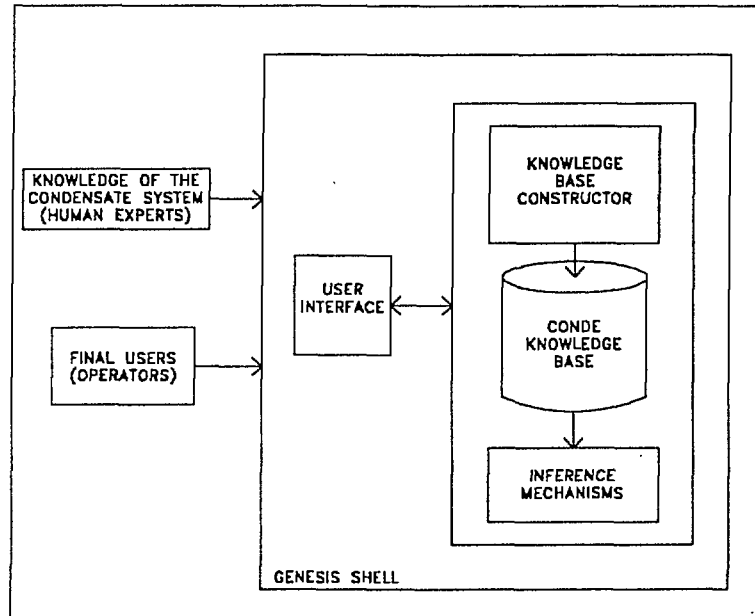 KNOWLEDGE OF THE
CONDENSATE SYSTEM
(HUMAN EXPERTS)
FINAL USERS
(OPERATORS)
USER
INTERFACE
KNOWLEDGE
BASE
CONSTRUCTOR
CONDE
KNOWLEDGE
BASE
INFERENCE
MECHANISMS
GENESIS SHELL